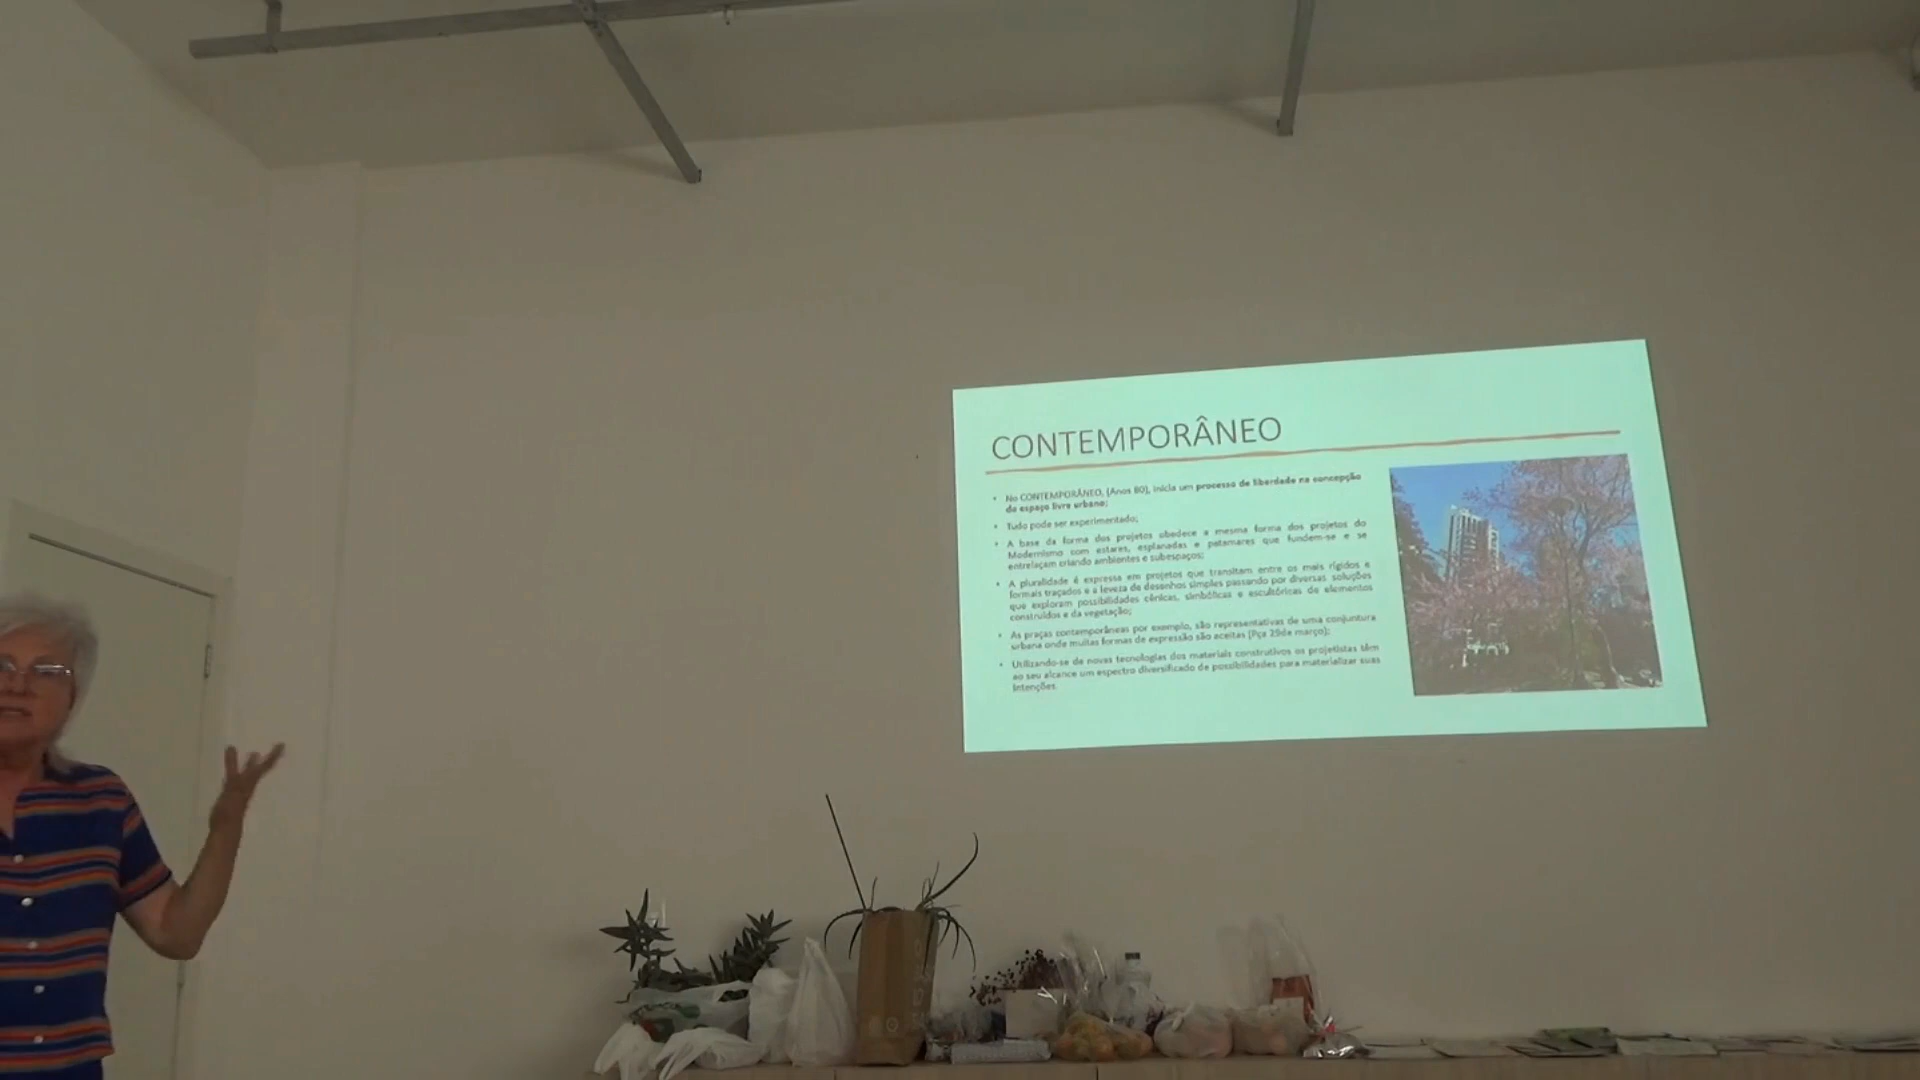 CONTEMPORÂNEO
• No CONTEMPORÂNEO, (Anos 80), inicia um processo de liberdade na concepção
do espaço livre urbano;
• Tudo pode ser experimentado;
• A base da forma dos projetos obedece a mesma forma dos projetos do
Modernismo com estares, esplanadas e patamares que fundem-se e se
entrelaçam criando ambientes e subespaços;
• A pluralidade é expressa em projetos que transitam entre os mais rígidos e
formais traçados e a leveza de desenhos simples passando por diversas soluções
que exploram possibilidades cênicas, simbólicas e escultóricas de elementos
construídos e da vegetação;
• As praças contemporâneas por exemplo, são representativas de uma conjuntura
urbana onde muitas formas de expressão são aceitas (Pça 29de março);
• Utilizando-se de novas tecnologias dos materiais construtivos os projetistas têm
ao seu alcance um espectro diversificado de possibilidades para materializar suas
intenções.